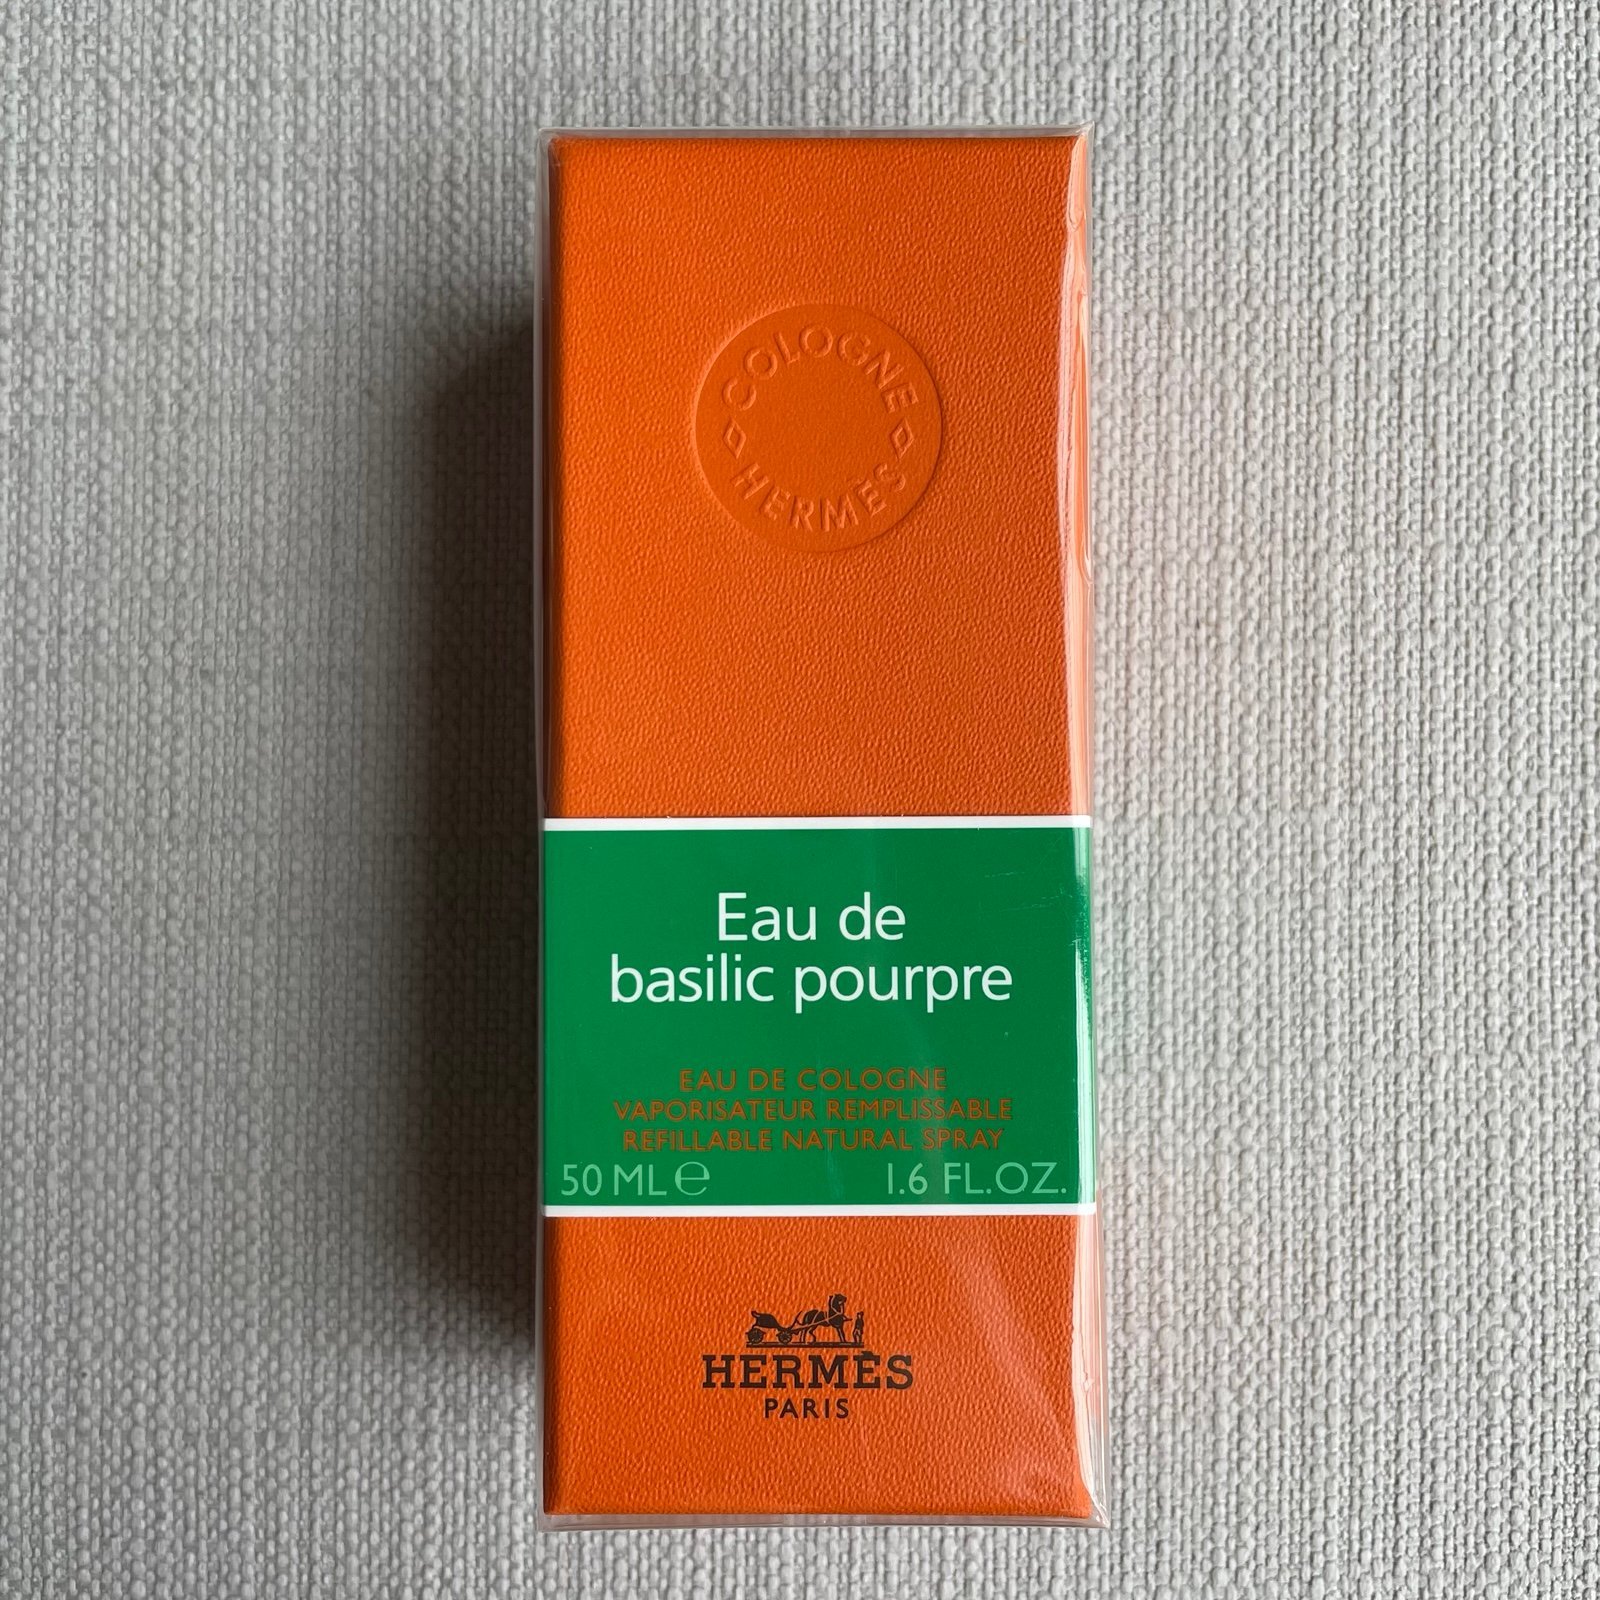 COLOGNE
HERMÈS
Eau de
basilic pourpre
EAU DE COLOGNE
VAPORISATEUR REMPLISSABLE
REFILLABLE NATURAL SPRAY
50 ML ℮ 1.6 FL.OZ.
HERMÈS
PARIS